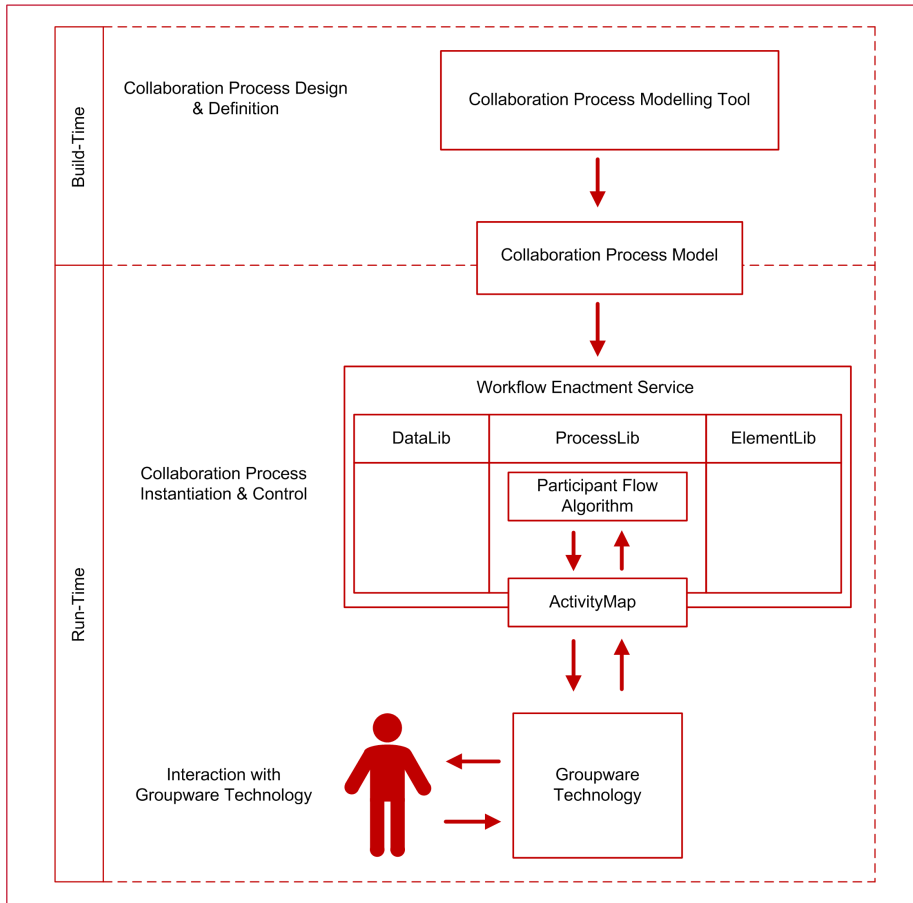 Build-Time
Collaboration Process Design
& Definition
Collaboration Process Modelling Tool
Collaboration Process Model
Run-Time
Workflow Enactment Service
DataLib
ProcessLib
ElementLib
Collaboration Process
Instantiation & Control
Participant Flow
Algorithm
ActivityMap
Interaction with
Groupware Technology
Groupware
Technology